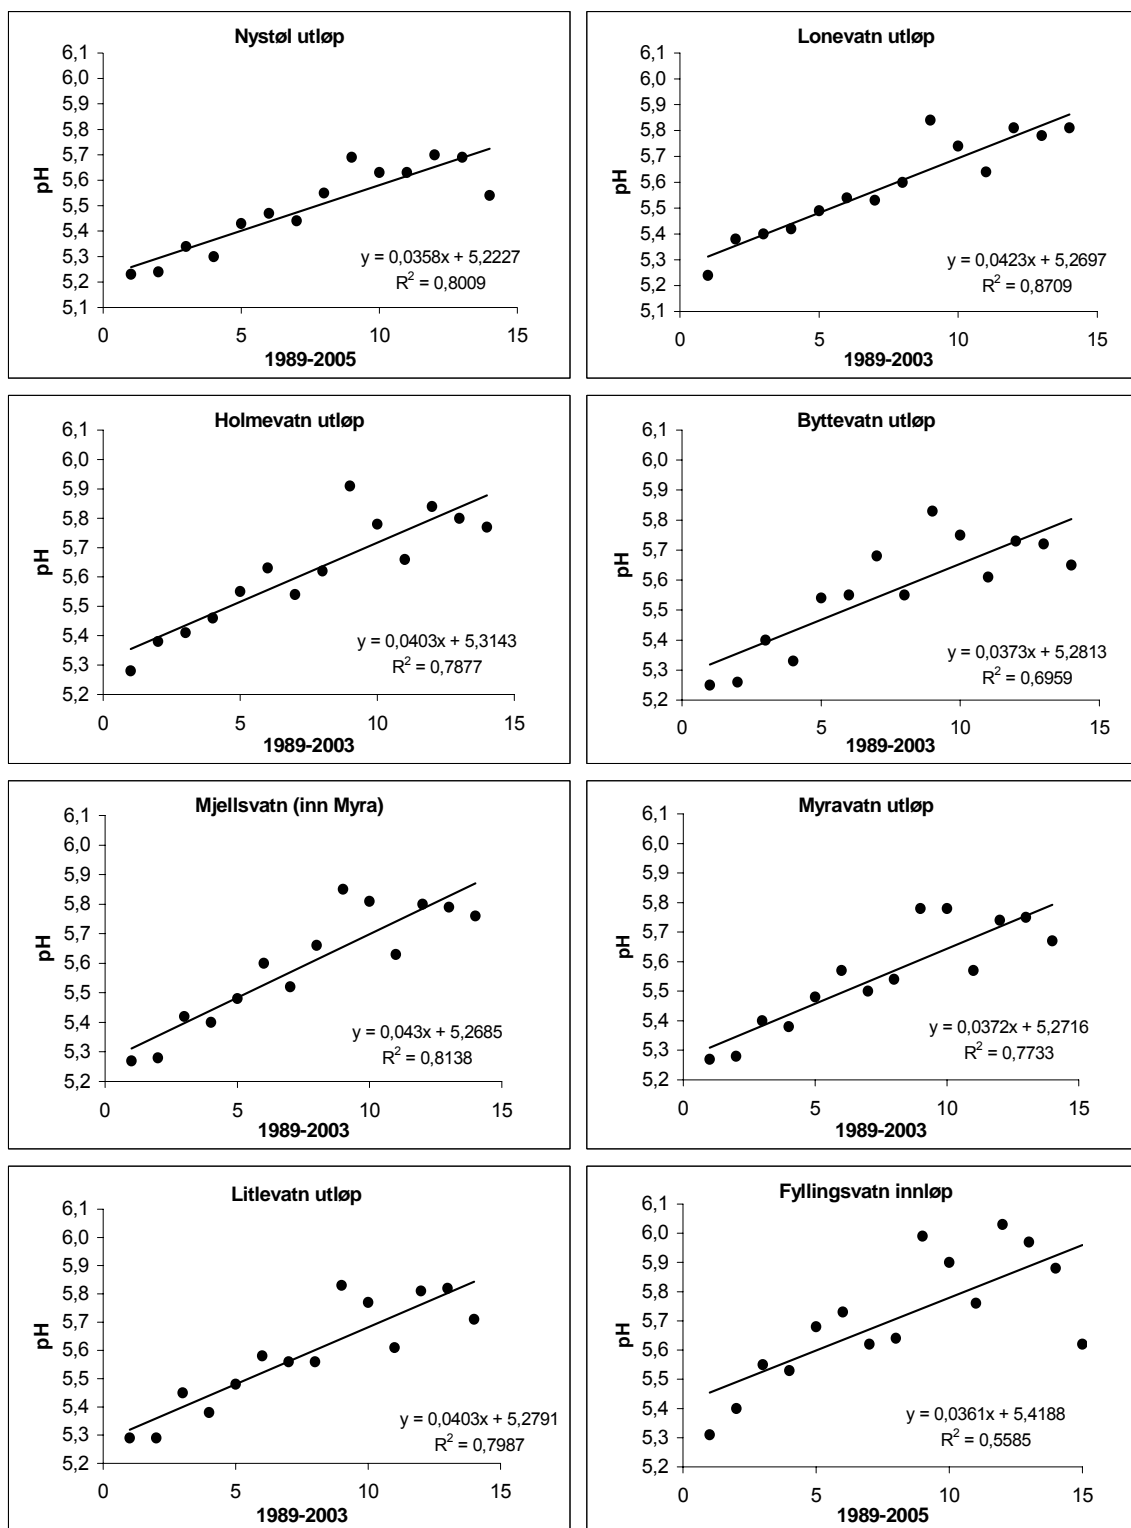 Nystøl utløp
6,1
6,0
5,9
5,8
5,7
5,6
5,5
5,4
5,3
5,2
5,1
pH
y = 0,0358x + 5,2227
R² = 0,8009
0 5 10 15
1989-2005
Lonevatn utløp
6,1
6,0
5,9
5,8
5,7
5,6
5,5
5,4
5,3
5,2
5,1
pH
y = 0,0423x + 5,2697
R² = 0,8709
0 5 10 15
1989-2003
Holmevatn utløp
6,1
6,0
5,9
5,8
5,7
5,6
5,5
5,4
5,3
5,2
pH
y = 0,0403x + 5,3143
R² = 0,7877
0 5 10 15
1989-2003
Byttevatn utløp
6,1
6,0
5,9
5,8
5,7
5,6
5,5
5,4
5,3
5,2
pH
y = 0,0373x + 5,2813
R² = 0,6959
0 5 10 15
1989-2003
Mjellsvatn (inn Myra)
6,1
6,0
5,9
5,8
5,7
5,6
5,5
5,4
5,3
5,2
pH
y = 0,043x + 5,2685
R² = 0,8138
0 5 10 15
1989-2003
Myravatn utløp
6,1
6,0
5,9
5,8
5,7
5,6
5,5
5,4
5,3
5,2
pH
y = 0,0372x + 5,2716
R² = 0,7733
0 5 10 15
1989-2003
Litlevatn utløp
6,1
6,0
5,9
5,8
5,7
5,6
5,5
5,4
5,3
5,2
pH
y = 0,0403x + 5,2791
R² = 0,7987
0 5 10 15
1989-2003
Fyllingsvatn innløp
6,1
6,0
5,9
5,8
5,7
5,6
5,5
5,4
5,3
5,2
pH
y = 0,0361x + 5,4188
R² = 0,5585
0 5 10 15
1989-2005